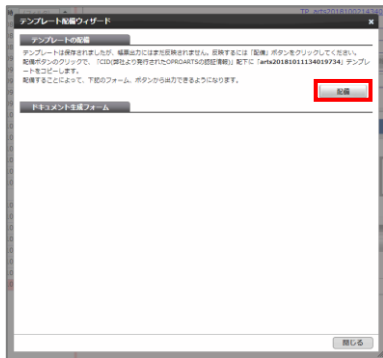 TP_arts20181002143
テンプレート配備ウィザード
テンプレートの配備
テンプレートは保存されましたが、帳票出力にはまだ反映されません。反映するには「配備」ボタンをクリックしてください。
配備ボタンのクリックで、「CID(弊社より発行されたOPROARTSの認証情報)」配下に「arts20181011134019734」テンプレ
ートをコピーします。
配備することによって、下記のフォーム、ボタンから出力できるようになります。
配備
ドキュメント生成フォーム
閉じる